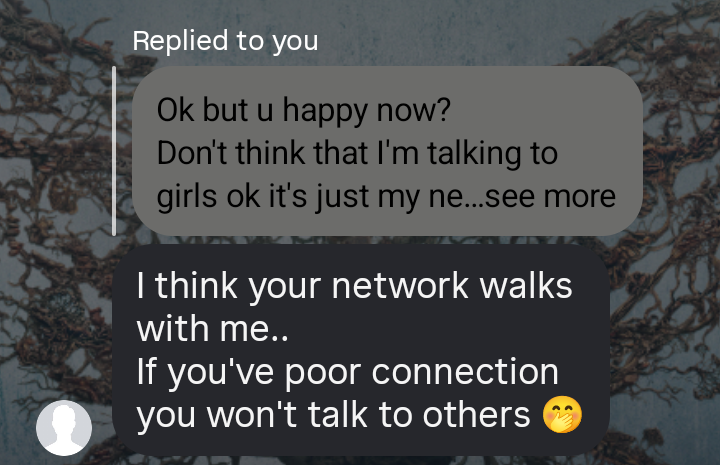 Replied to you
Ok but u happy now?
Don't think that I'm talking to
girls ok it's just my ne...see more
I think your network walks
with me..
If you've poor connection
you won't talk to others 🤭